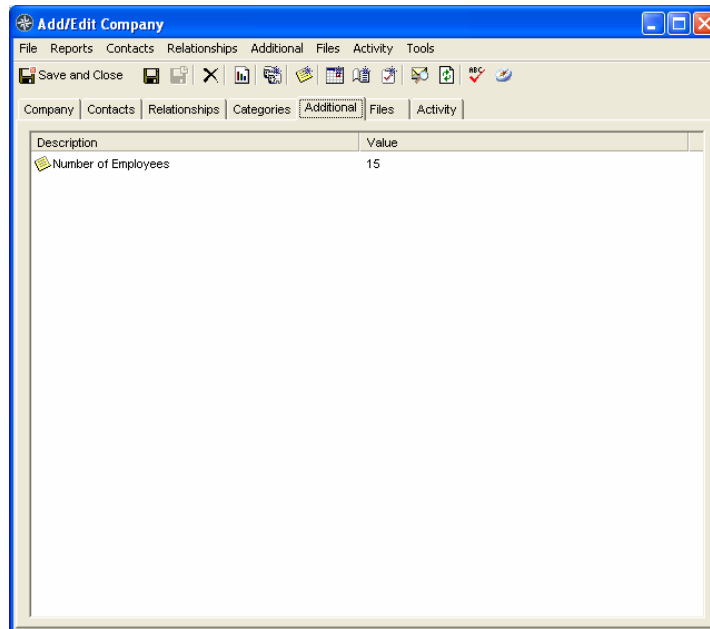 Add/Edit Company
File Reports Contacts Relationships Additional Files Activity Tools
Save and Close ABC
Company Contacts Relationships Categories Additional Files Activity
Description Value
Number of Employees 15